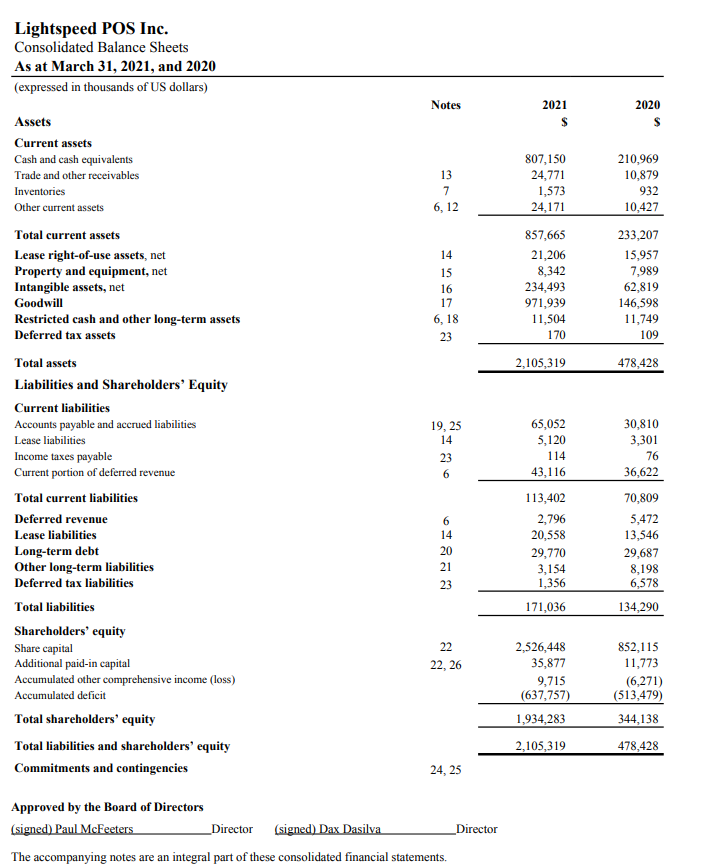 Lightspeed POS Inc.
Consolidated Balance Sheets
As at March 31, 2021, and 2020
(expressed in thousands of US dollars)
Notes 2021 2020
Assets $ $
Current assets
Cash and cash equivalents 807,150 210,969
Trade and other receivables 13 24,771 10,879
Inventories 7 1,573 932
Other current assets 6, 12 24,171 10,427
Total current assets 857,665 233,207
Lease right-of-use assets, net 14 21,206 15,957
Property and equipment, net 15 8,342 7,989
Intangible assets, net 16 234,493 62,819
Goodwill 17 971,939 146,598
Restricted cash and other long-term assets 6, 18 11,504 11,749
Deferred tax assets 23 170 109
Total assets 2,105,319 478,428
Liabilities and Shareholders’ Equity
Current liabilities
Accounts payable and accrued liabilities 19, 25 65,052 30,810
Lease liabilities 14 5,120 3,301
Income taxes payable 23 114 76
Current portion of deferred revenue 6 43,116 36,622
Total current liabilities 113,402 70,809
Deferred revenue 6 2,796 5,472
Lease liabilities 14 20,558 13,546
Long-term debt 20 29,770 29,687
Other long-term liabilities 21 3,154 8,198
Deferred tax liabilities 23 1,356 6,578
Total liabilities 171,036 134,290
Shareholders’ equity
Share capital 22 2,526,448 852,115
Additional paid-in capital 22, 26 35,877 11,773
Accumulated other comprehensive income (loss) 9,715 (6,271)
Accumulated deficit (637,757) (513,479)
Total shareholders’ equity 1,934,283 344,138
Total liabilities and shareholders’ equity 2,105,319 478,428
Commitments and contingencies 24, 25
Approved by the Board of Directors
(signed) Paul McFeeters Director (signed) Dax Dasilva Director
The accompanying notes are an integral part of these consolidated financial statements.